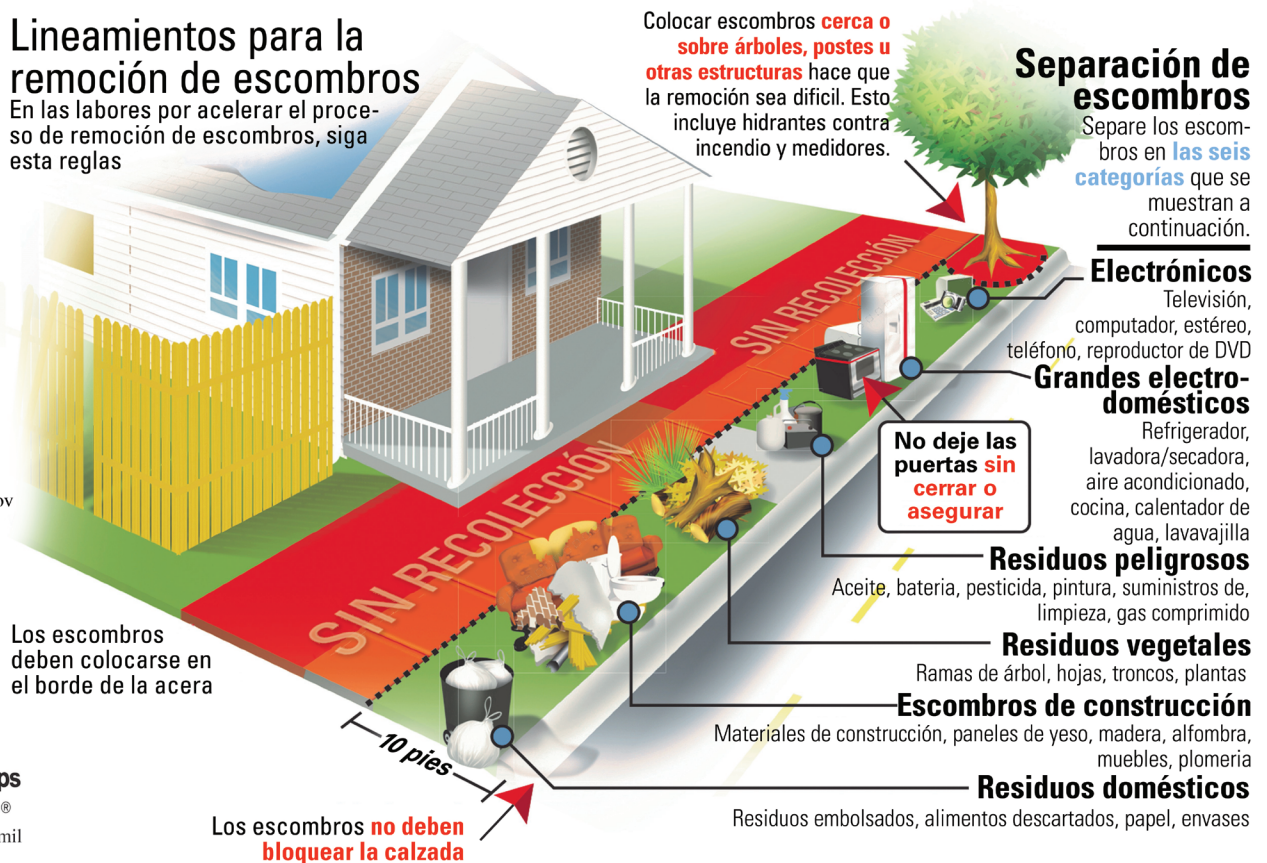 Lineamientos para la
remoción de escombros
En las labores por acelerar el proce-
so de remoción de escombros, siga
esta reglas
Colocar escombros cerca o
sobre árboles, postes u
otras estructuras hace que
la remoción sea dificil. Esto
incluye hidrantes contra
incendio y medidores.
Separación de
escombros
Separe los escom-
bros en las seis
categorías que se
muestran a
continuación.
Electrónicos
Televisión,
computador, estéreo,
teléfono, reproductor de DVD
Grandes electro-
domésticos
Refrigerador,
lavadora/secadora,
aire acondicionado,
cocina, calentador de
agua, lavavajilla
No deje las
puertas sin
cerrar o
asegurar
Residuos peligrosos
Aceite, bateria, pesticida, pintura, suministros de,
limpieza, gas comprimido
Residuos vegetales
Ramas de árbol, hojas, troncos, plantas
Escombros de construcción
Materiales de construcción, paneles de yeso, madera, alfombra,
muebles, plomeria
Residuos domésticos
Residuos embolsados, alimentos descartados, papel, envases
SIN RECOLECCIÓN
SIN RECOLECCIÓN
ov
Los escombros
deben colocarse en
el borde de la acera
10 pies
Los escombros no deben
bloquear la calzada
ps
®
mil